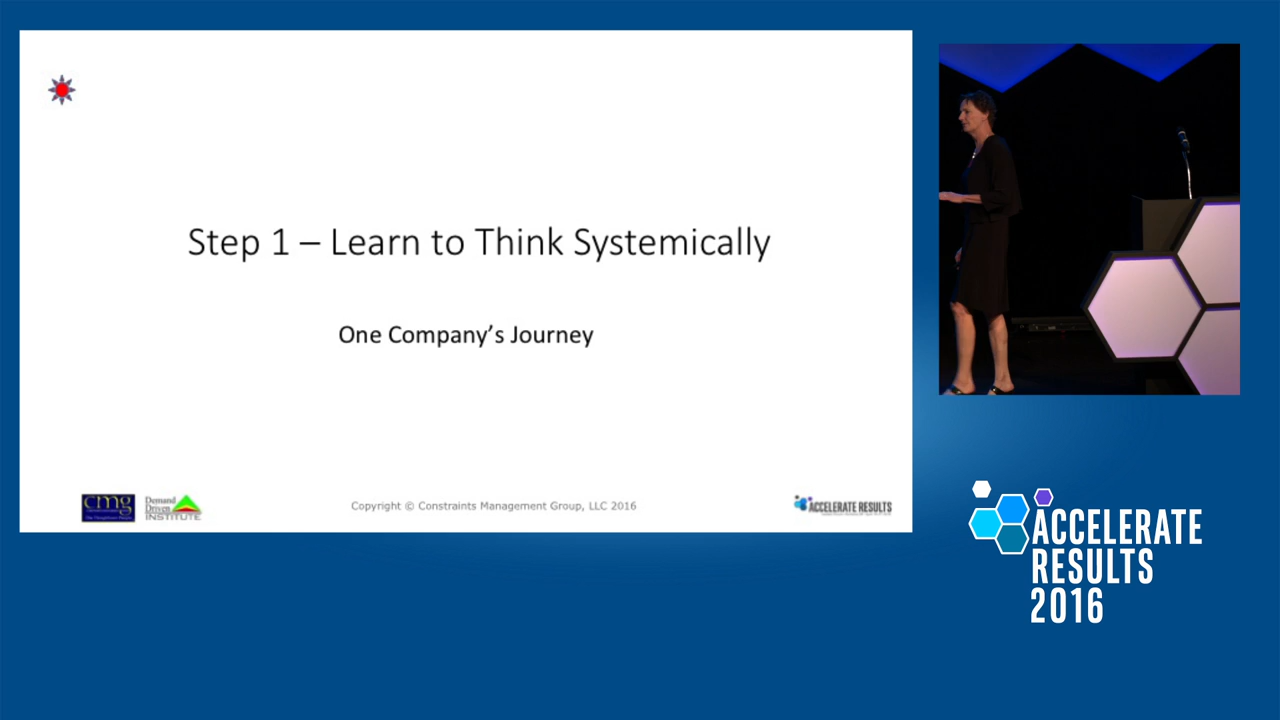 Step 1 – Learn to Think Systemically
One Company's Journey
cmg
Demand
Driven
INSTITUTE
Copyright © Constraints Management Group, LLC 2016
ACCELERATE RESULTS
ACCELERATE
RESULTS
2016